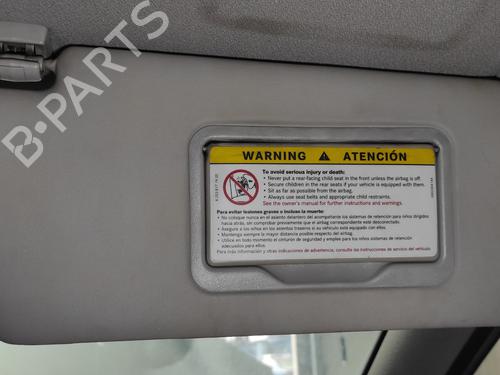 B-PARTS
WARNING ⚠ ATENCIÓN
To avoid serious injury or death:
• Never put a rear-facing child seat in the front unless the airbag is off.
• Secure children in the rear seats if your vehicle is equipped with them.
• Sit as far as possible from the airbag.
• Always use seat belts and appropriate child restraints.
See the owner's manual for further instructions and warnings.
Para evitar lesiones graves o incluso la muerte:
• No coloque nunca en el asiento delantero del acompañante los sistemas de retención para niños dirigidos
hacia atrás, sin comprobar previamente que el airbag correspondiente esté desconectado.
• Asegure a los niños en los asientos traseros si su vehículo está equipado con ellos.
• Mantenga siempre la mayor distancia posible respecto del airbag.
• Utilice en todo momento el cinturón de seguridad y emplee para los niños sistemas de retención
adecuados para ellos.
Para más información y otras indicaciones de advertencia, consulte las instrucciones de servicio del vehículo.